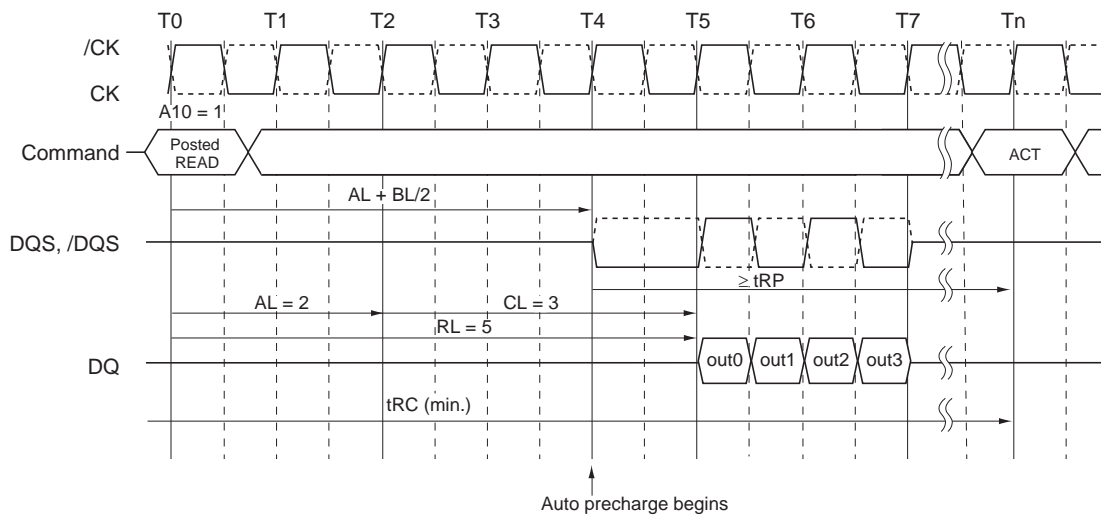 T0 T1 T2 T3 T4 T5 T6 T7 Tn
/CK
CK
A10 = 1
Command
Posted
READ
ACT
AL + BL/2
DQS, /DQS
≥ tRP
AL = 2
CL = 3
RL = 5
DQ
out0 out1 out2 out3
tRC (min.)
Auto precharge begins